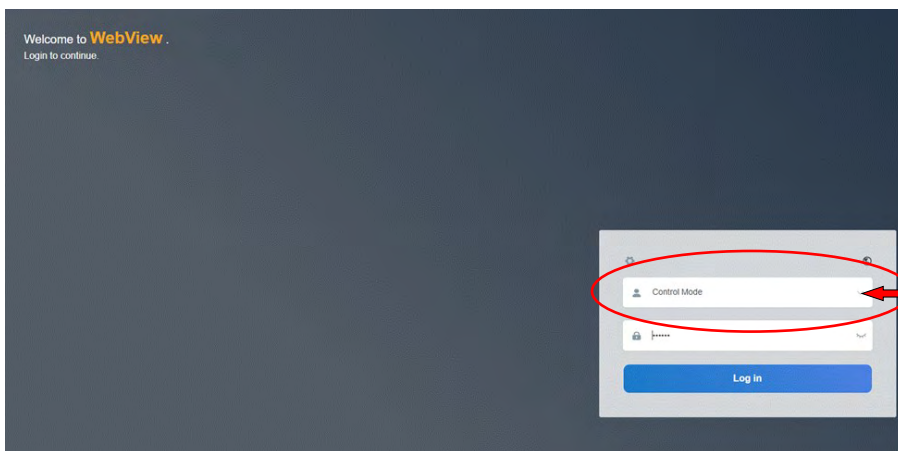 Welcome to WebView .
Login to continue.
Control Mode
••••••
Log in